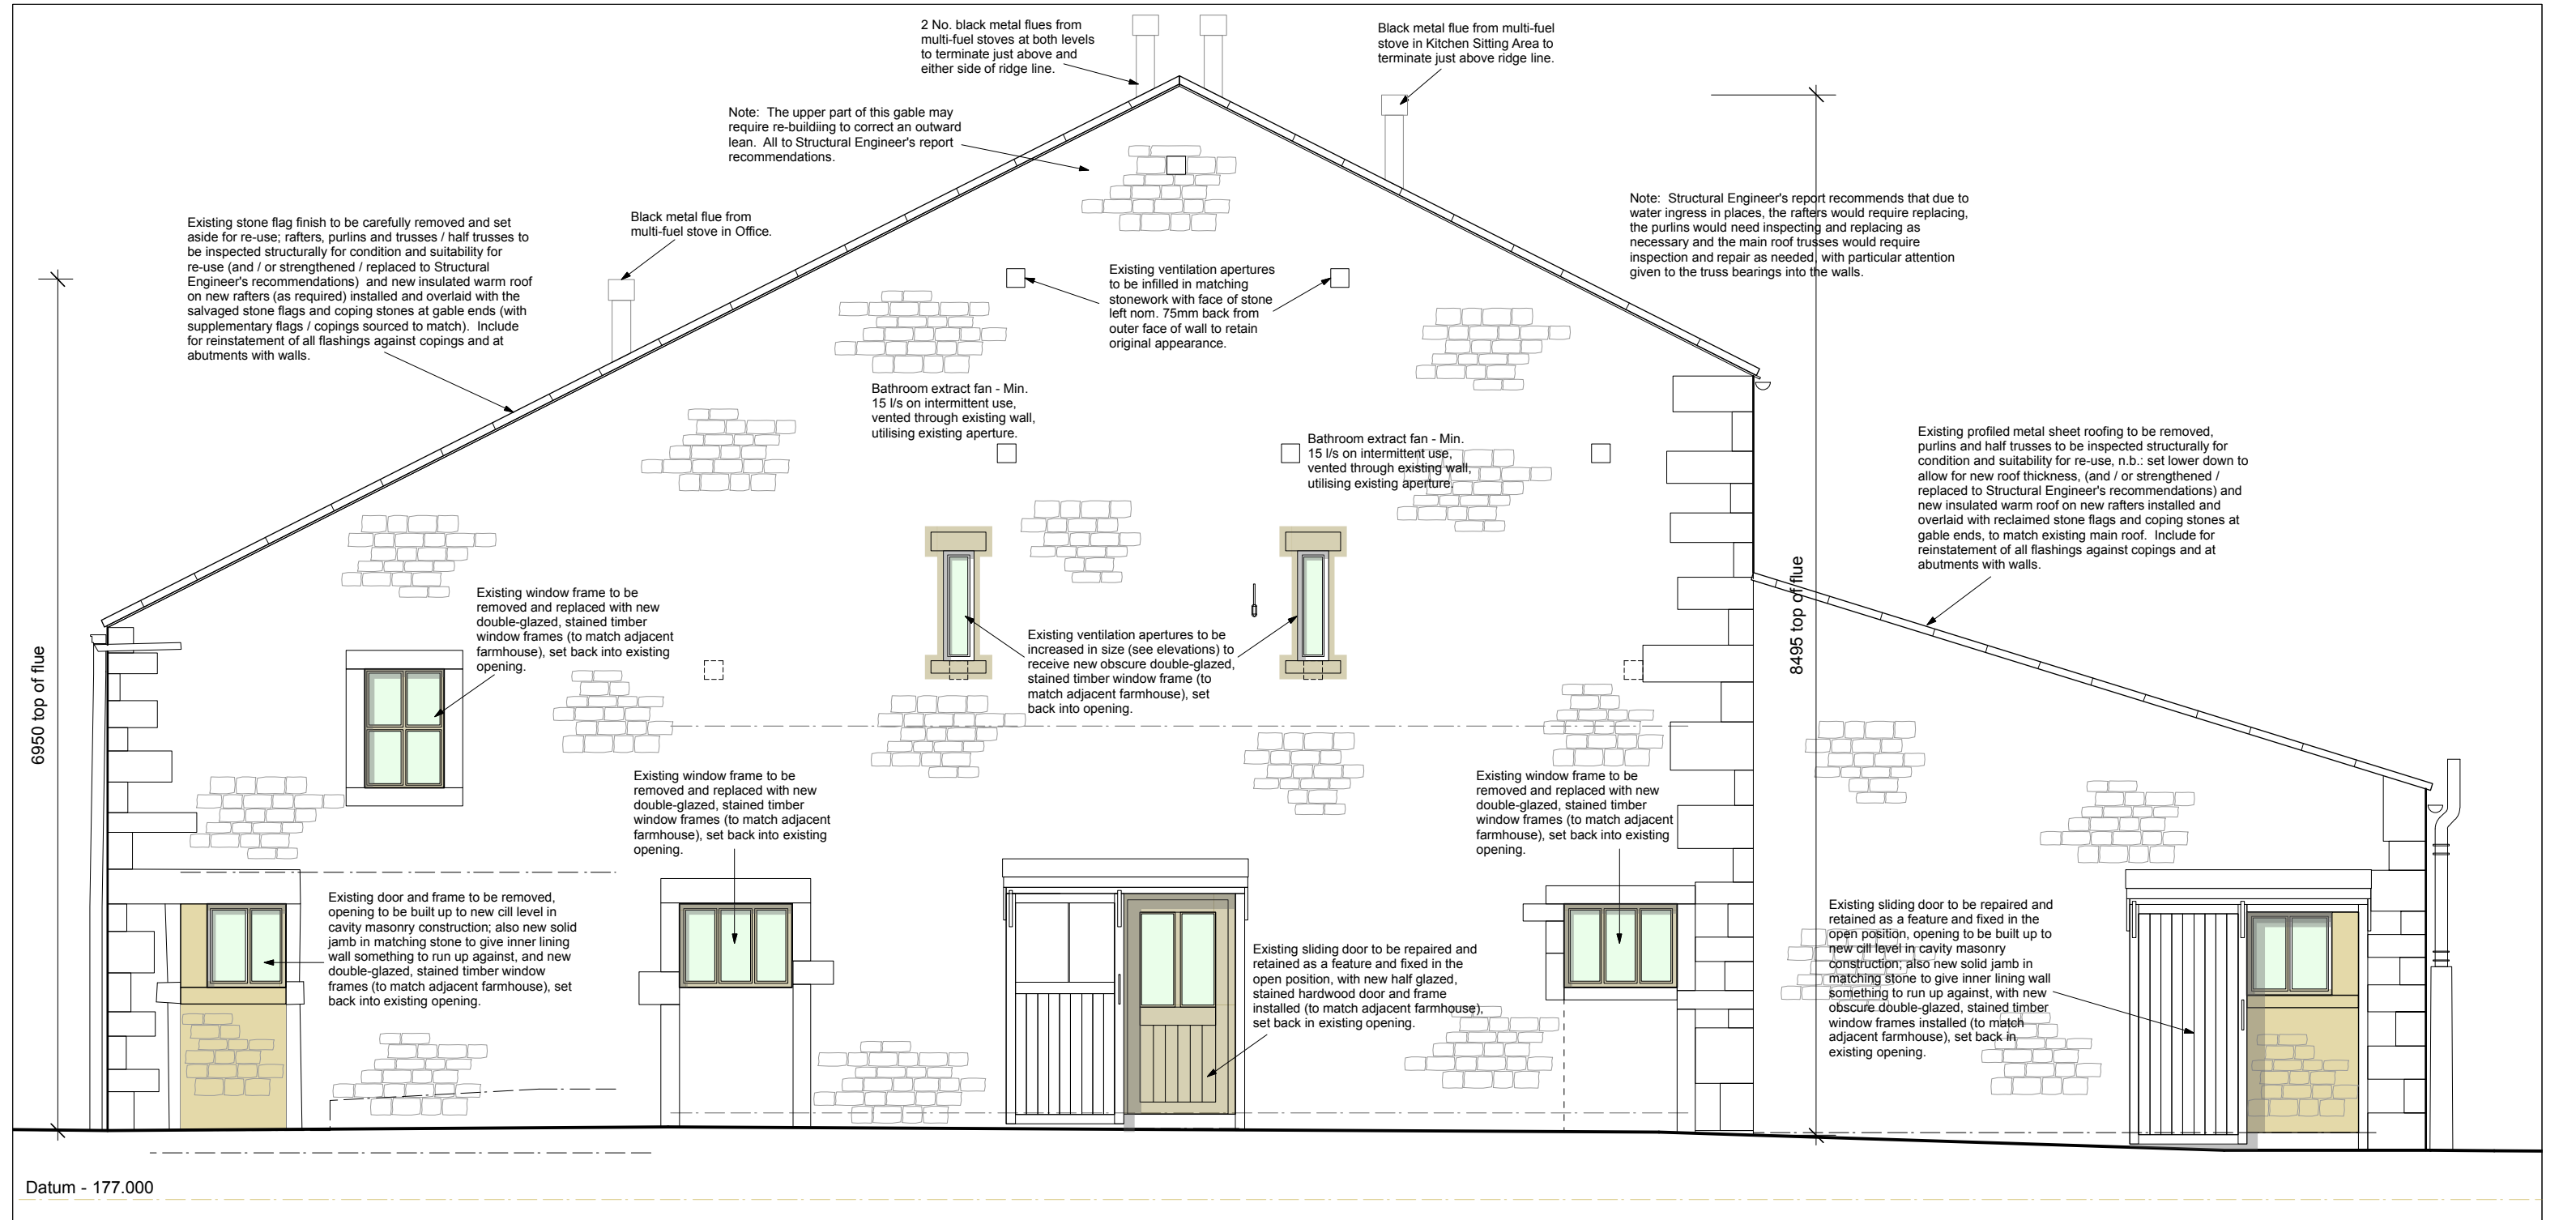 2 No. black metal flues from
multi-fuel stoves at both levels
to terminate just above and
either side of ridge line.
Black metal flue from multi-fuel
stove in Kitchen Sitting Area to
terminate just above ridge line.
Note:  The upper part of this gable may
require re-buildiing to correct an outward
lean.  All to Structural Engineer's report
recommendations.
Existing stone flag finish to be carefully removed and set
aside for re-use; rafters, purlins and trusses / half trusses to
be inspected structurally for condition and suitability for
re-use (and / or strengthened / replaced to Structural
Engineer's recommendations)  and new insulated warm roof
on new rafters (as required) installed and overlaid with the
salvaged stone flags and coping stones at gable ends (with
supplementary flags / copings sourced to match).  Include
for reinstatement of all flashings against copings and at
abutments with walls.
Black metal flue from
multi-fuel stove in Office.
Note:  Structural Engineer's report recommends that due to
water ingress in places, the rafters would require replacing,
the purlins would need inspecting and replacing as
necessary and the main roof trusses would require
inspection and repair as needed, with particular attention
given to the truss bearings into the walls.
Existing ventilation apertures
to be infilled in matching
stonework with face of stone
left nom. 75mm back from
outer face of wall to retain
original appearance.
Bathroom extract fan - Min.
15 l/s on intermittent use,
vented through existing wall,
utilising existing aperture.
Bathroom extract fan - Min.
15 l/s on intermittent use,
vented through existing wall,
utilising existing aperture.
Existing profiled metal sheet roofing to be removed,
purlins and half trusses to be inspected structurally for
condition and suitability for re-use, n.b.: set lower down to
allow for new roof thickness, (and / or strengthened /
replaced to Structural Engineer's recommendations) and
new insulated warm roof on new rafters installed and
overlaid with reclaimed stone flags and coping stones at
gable ends, to match existing main roof.  Include for
reinstatement of all flashings against copings and at
abutments with walls.
6950 top of flue
8495 top of flue
Existing window frame to be
removed and replaced with new
double-glazed, stained timber
window frames (to match adjacent
farmhouse), set back into existing
opening.
Existing ventilation apertures to be
increased in size (see elevations) to
receive new obscure double-glazed,
stained timber window frame (to
match adjacent farmhouse), set
back into opening.
Existing window frame to be
removed and replaced with new
double-glazed, stained timber
window frames (to match adjacent
farmhouse), set back into existing
opening.
Existing window frame to be
removed and replaced with new
double-glazed, stained timber
window frames (to match adjacent
farmhouse), set back into existing
opening.
Existing door and frame to be removed,
opening to be built up to new cill level in
cavity masonry construction; also new solid
jamb in matching stone to give inner lining
wall something to run up against, and new
double-glazed, stained timber window
frames (to match adjacent farmhouse), set
back into existing opening.
Existing sliding door to be repaired and
retained as a feature and fixed in the
open position, with new half glazed,
stained hardwood door and frame
installed (to match adjacent farmhouse),
set back in existing opening.
Existing sliding door to be repaired and
retained as a feature and fixed in the
open position, opening to be built up to
new cill level in cavity masonry
construction; also new solid jamb in
matching stone to give inner lining wall
something to run up against, with new
obscure double-glazed, stained timber
window frames installed (to match
adjacent farmhouse), set back in
existing opening.
Datum - 177.000